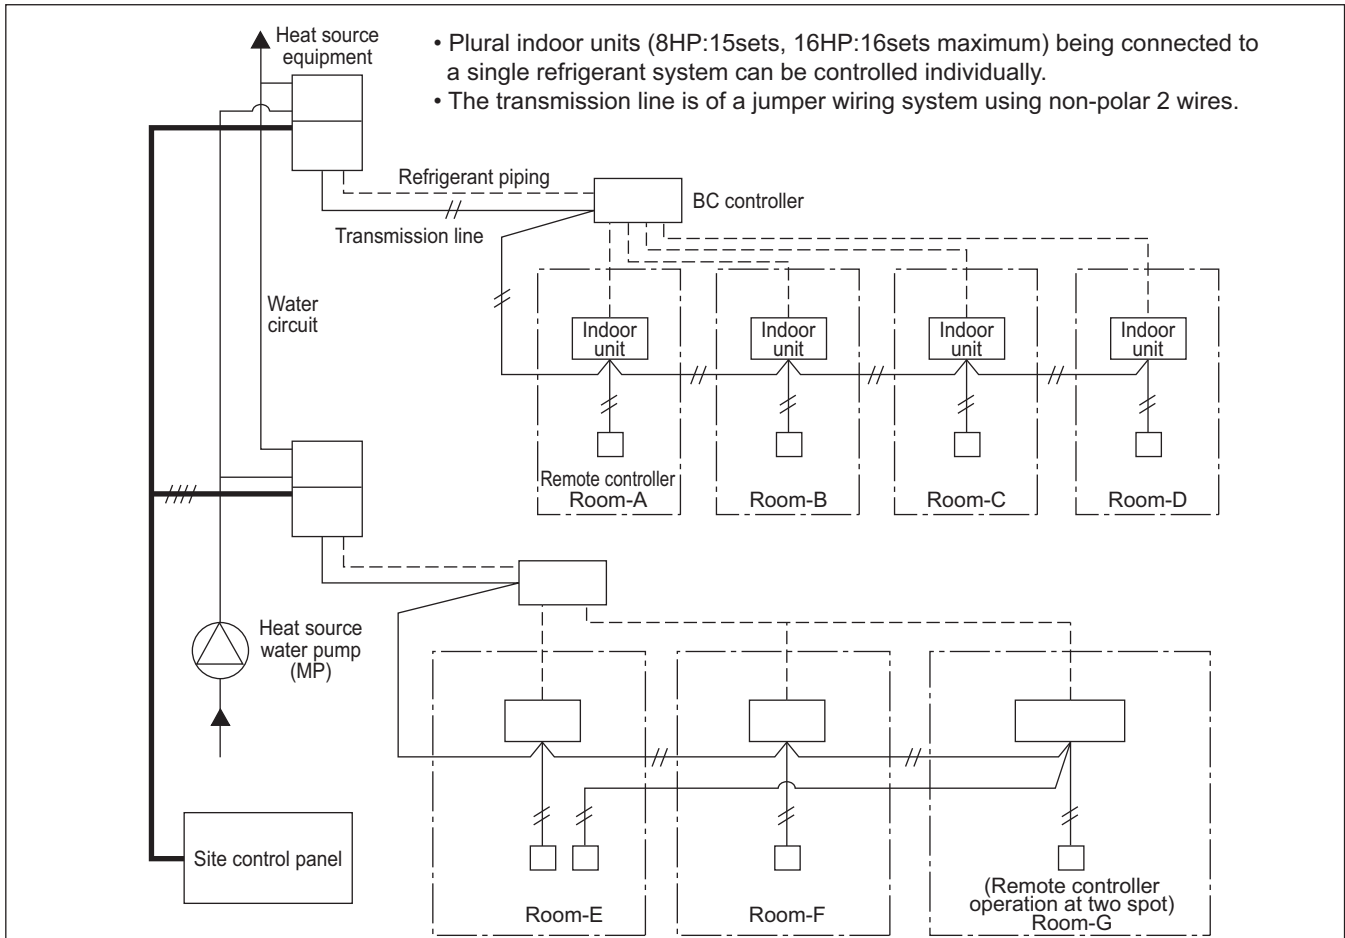 Heat source
equipment
• Plural indoor units (8HP:15sets, 16HP:16sets maximum) being connected to
a single refrigerant system can be controlled individually.
• The transmission line is of a jumper wiring system using non-polar 2 wires.
Refrigerant piping
BC controller
Transmission line
Water
circuit
Indoor
unit
Indoor
unit
Indoor
unit
Indoor
unit
Remote controller
Room-A
Room-B
Room-C
Room-D
Heat source
water pump
(MP)
Site control panel
Room-E
Room-F
(Remote controller
operation at two spot)
Room-G